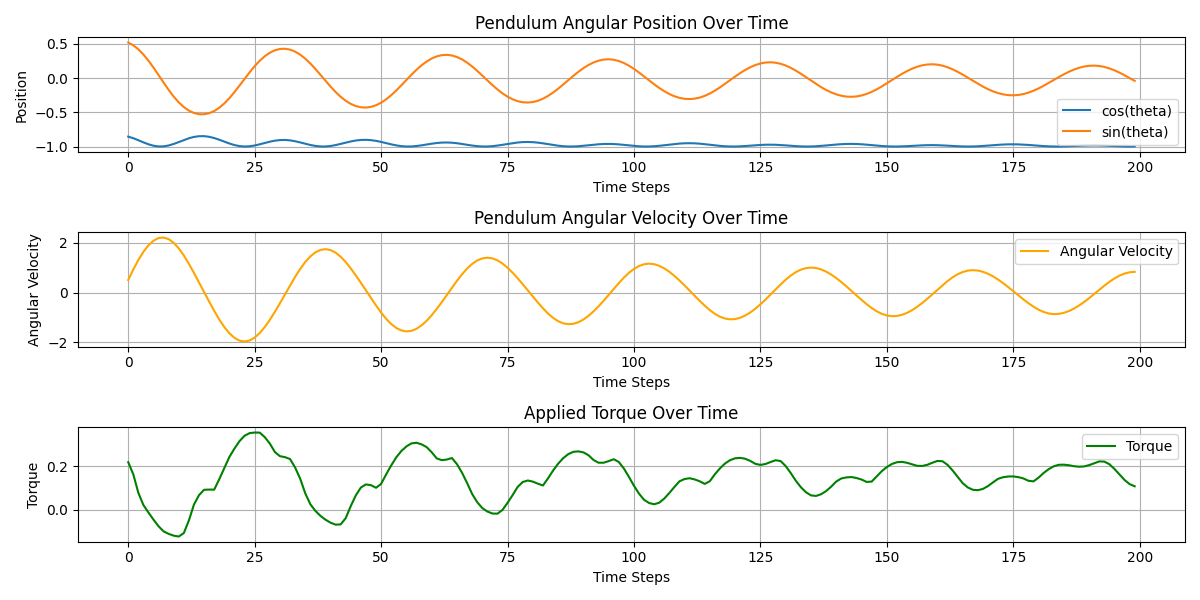 Pendulum Angular Position Over Time
Position
0.5
0.0
−0.5
−1.0
cos(theta)
sin(theta)
0 25 50 75 100 125 150 175 200
Time Steps
Pendulum Angular Velocity Over Time
Angular Velocity
2
0
−2
Angular Velocity
0 25 50 75 100 125 150 175 200
Time Steps
Applied Torque Over Time
Torque
0.2
0.0
Torque
0 25 50 75 100 125 150 175 200
Time Steps